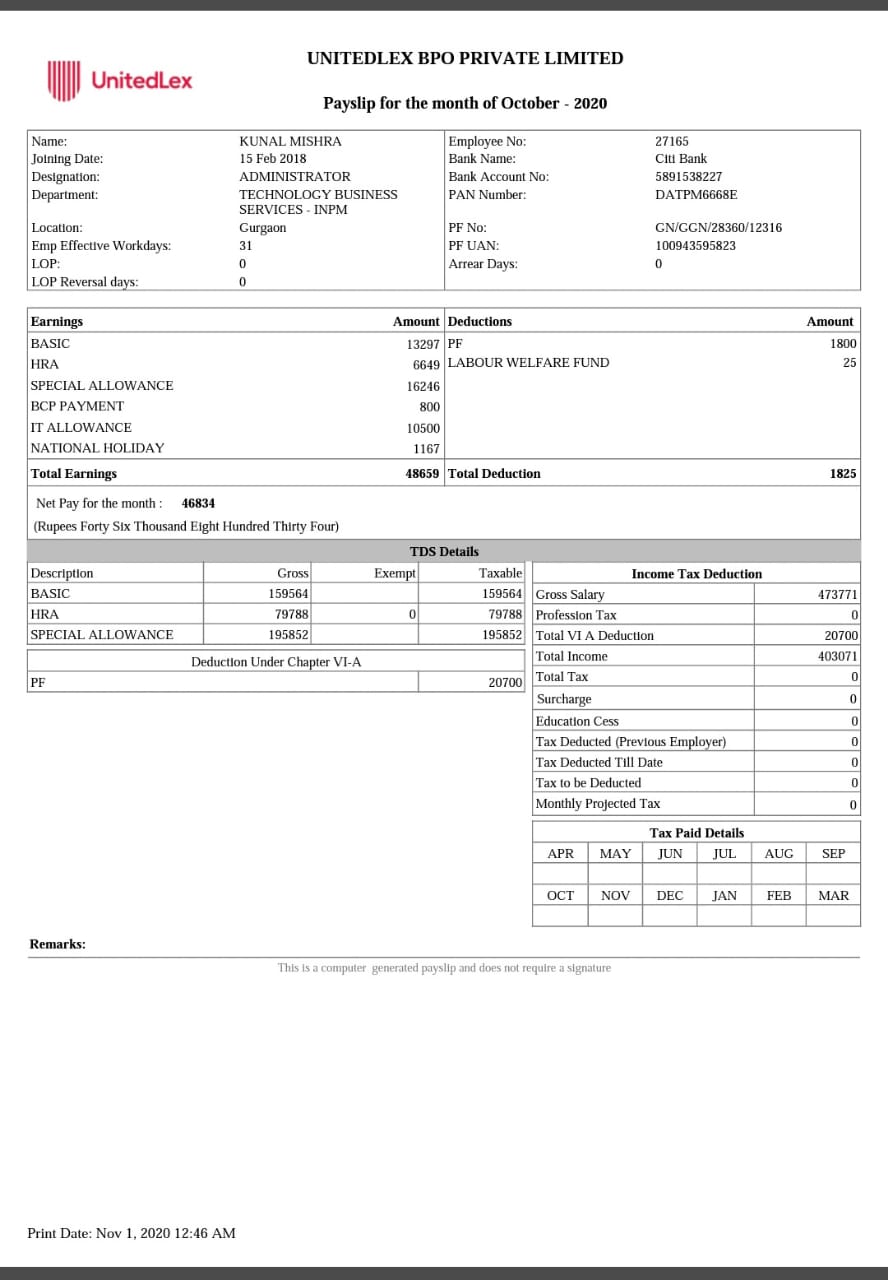 UnitedLex
UNITEDLEX BPO PRIVATE LIMITED
Payslip for the month of October - 2020
Name: KUNAL MISHRA Employee No: 27165
Joining Date: 15 Feb 2018 Bank Name: Citi Bank
Designation: ADMINISTRATOR Bank Account No: 5891538227
Department: TECHNOLOGY BUSINESS PAN Number: DATPM6668E
SERVICES - INPM
Location: Gurgaon PF No: GN/GGN/28360/12316
Emp Effective Workdays: 31 PF UAN: 100943595823
LOP: 0 Arrear Days: 0
LOP Reversal days: 0
Earnings Amount Deductions Amount
BASIC 13297 PF 1800
HRA 6649 LABOUR WELFARE FUND 25
SPECIAL ALLOWANCE 16246
BCP PAYMENT 800
IT ALLOWANCE 10500
NATIONAL HOLIDAY 1167
Total Earnings 48659 Total Deduction 1825
Net Pay for the month : 46834
(Rupees Forty Six Thousand Eight Hundred Thirty Four)
TDS Details
Description Gross Exempt Taxable
BASIC 159564 159564
HRA 79788 0 79788
SPECIAL ALLOWANCE 195852 195852
Deduction Under Chapter VI-A
PF 20700
Income Tax Deduction
Gross Salary 473771
Profession Tax 0
Total VI A Deduction 20700
Total Income 403071
Total Tax 0
Surcharge 0
Education Cess 0
Tax Deducted (Previous Employer) 0
Tax Deducted Till Date 0
Tax to be Deducted 0
Monthly Projected Tax 0
Tax Paid Details
APR MAY JUN JUL AUG SEP
OCT NOV DEC JAN FEB MAR
Remarks:
This is a computer generated payslip and does not require a signature
Print Date: Nov 1, 2020 12:46 AM